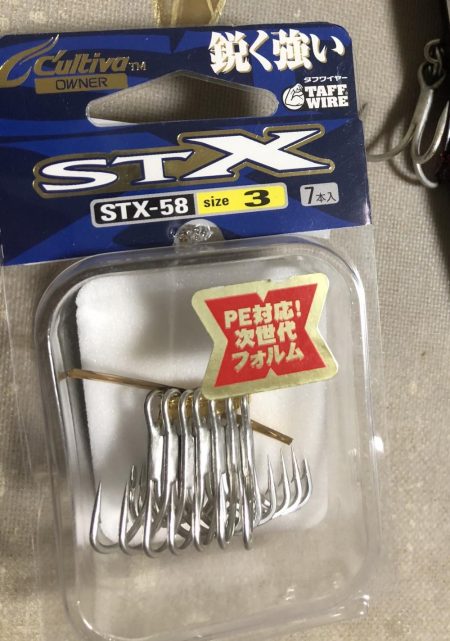 Cultiva™
OWNER
鋭く強い
タフワイヤー
TAFF
WIRE
STX
STX-58 size 3 7本入
PE対応!
次世代
フォルム